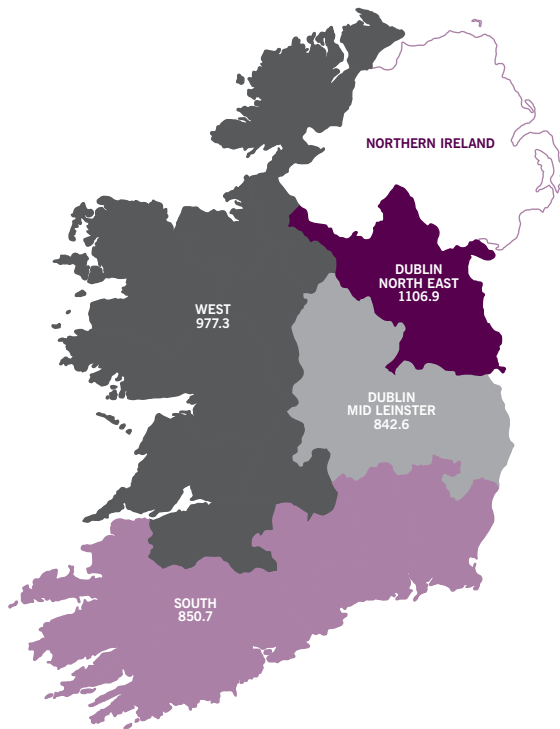 NORTHERN IRELAND
DUBLIN
NORTH EAST
1106.9
WEST
977.3
DUBLIN
MID LEINSTER
842.6
SOUTH
850.7